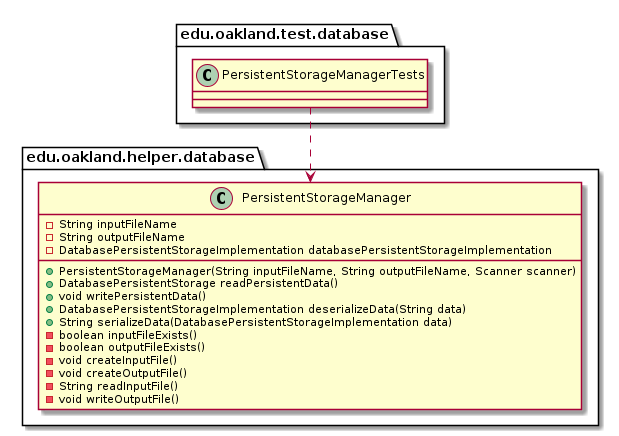 edu.oakland.test.database
C PersistentStorageManagerTests
edu.oakland.helper.database
C PersistentStorageManager
String inputFileName
String outputFileName
DatabasePersistentStorageImplementation databasePersistentStorageImplementation
PersistentStorageManager(String inputFileName, String outputFileName, Scanner scanner)
DatabasePersistentStorage readPersistentData()
void writePersistentData()
DatabasePersistentStorageImplementation deserializeData(String data)
String serializeData(DatabasePersistentStorageImplementation data)
boolean inputFileExists()
boolean outputFileExists()
void createInputFile()
void createOutputFile()
String readInputFile()
void writeOutputFile()